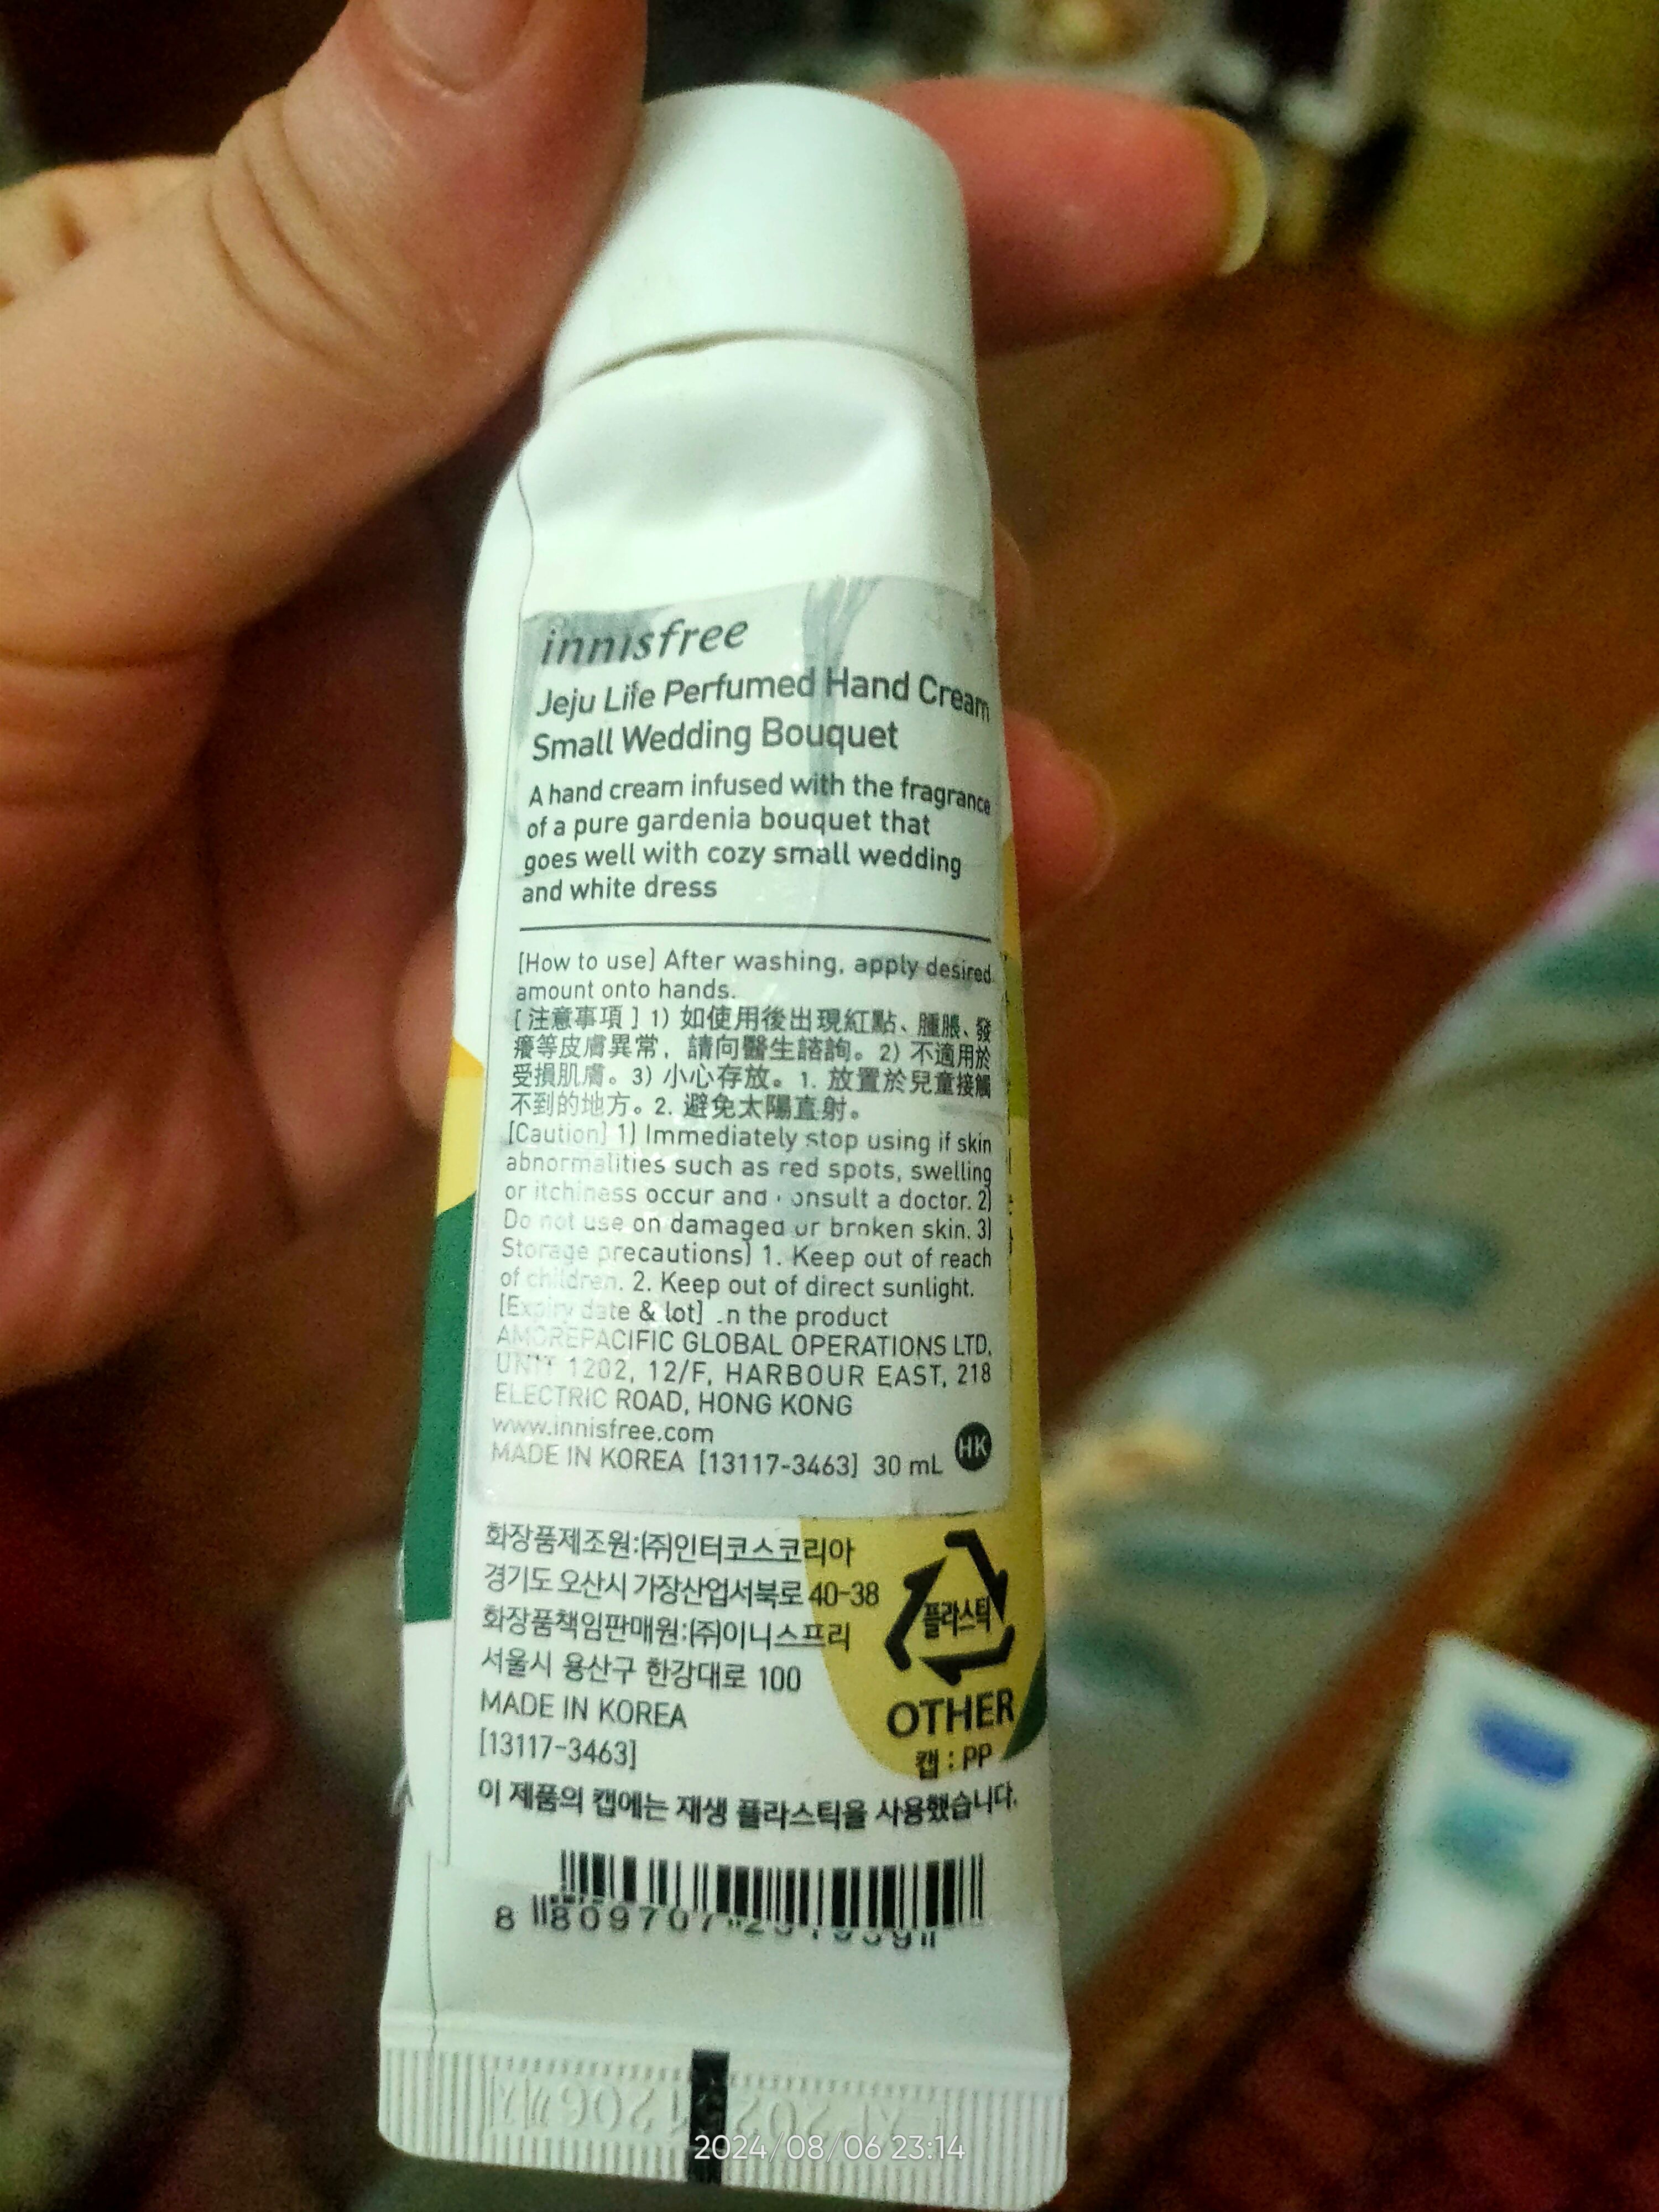 innisfree
Jeju Life Perfumed Hand Cream
Small Wedding Bouquet
A hand cream infused with the fragrance
of a pure gardenia bouquet that
goes well with cozy small wedding
and white dress
[How to use] After washing, apply desired
amount onto hands.
[注意事項] 1) 如使用後出現紅點、腫脹、發
癢等皮膚異常, 請向醫生諮詢。2) 不適用於
受損肌膚。3) 小心存放。1. 放置於兒童接觸
不到的地方。2. 避免太陽直射。
[Caution] 1) Immediately stop using if skin
abnormalities such as red spots, swelling
or itchiness occur and onsult a doctor. 2)
Do not use on damaged or broken skin. 3)
Storage precautions) 1. Keep out of reach
of children. 2. Keep out of direct sunlight.
[Expiry date & lot] n the product
AMOREPACIFIC GLOBAL OPERATIONS LTD.
UNIT 1202, 12/F, HARBOUR EAST, 218
ELECTRIC ROAD, HONG KONG
www.innisfree.com
MADE IN KOREA [13117-3463] 30 mL HK
화장품제조원:(주)인터코스코리아
경기도 오산시 가장산업서북로 40-38
화장품책임판매원:(주)이니스프리
서울시 용산구 한강대로 100
MADE IN KOREA
[13117-3463]
플라스틱
OTHER
캡 : PP
이 제품의 캡에는 재생 플라스틱을 사용했습니다.
8 809707
2024/08/06 23:14